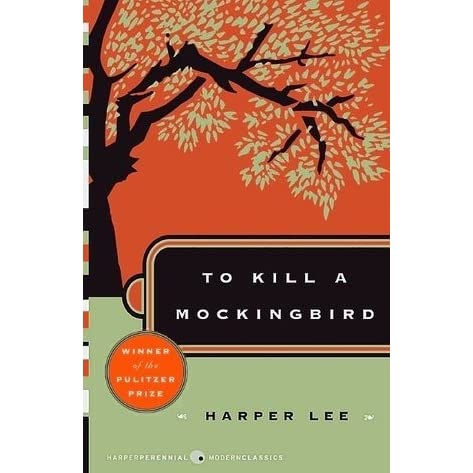 TO KILL A
MOCKINGBIRD
WINNER
of the
PULITZER
PRIZE
HARPER LEE
HARPERPERENNIAL MODERNCLASSICS